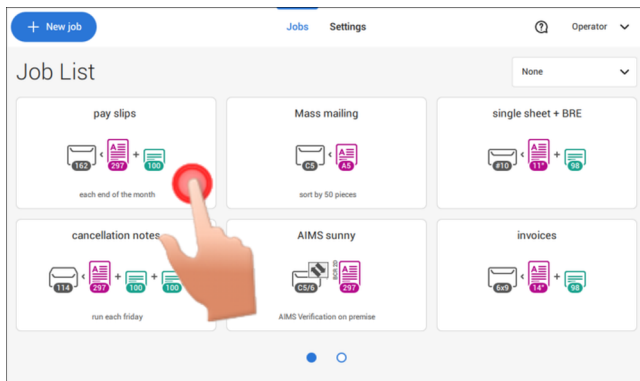 + New job
Jobs
Settings
Operator
Job List
None
pay slips
162
297
+
100
each end of the month
Mass mailing
C5
A5
sort by 50 pieces
single sheet + BRE
#10
11"
+
98
cancellation notes
114
297
+
100
+
100
run each friday
AIMS sunny
C5/6
BCR 2D
297
AIMS Verification on premise
invoices
6x9
14"
+
98